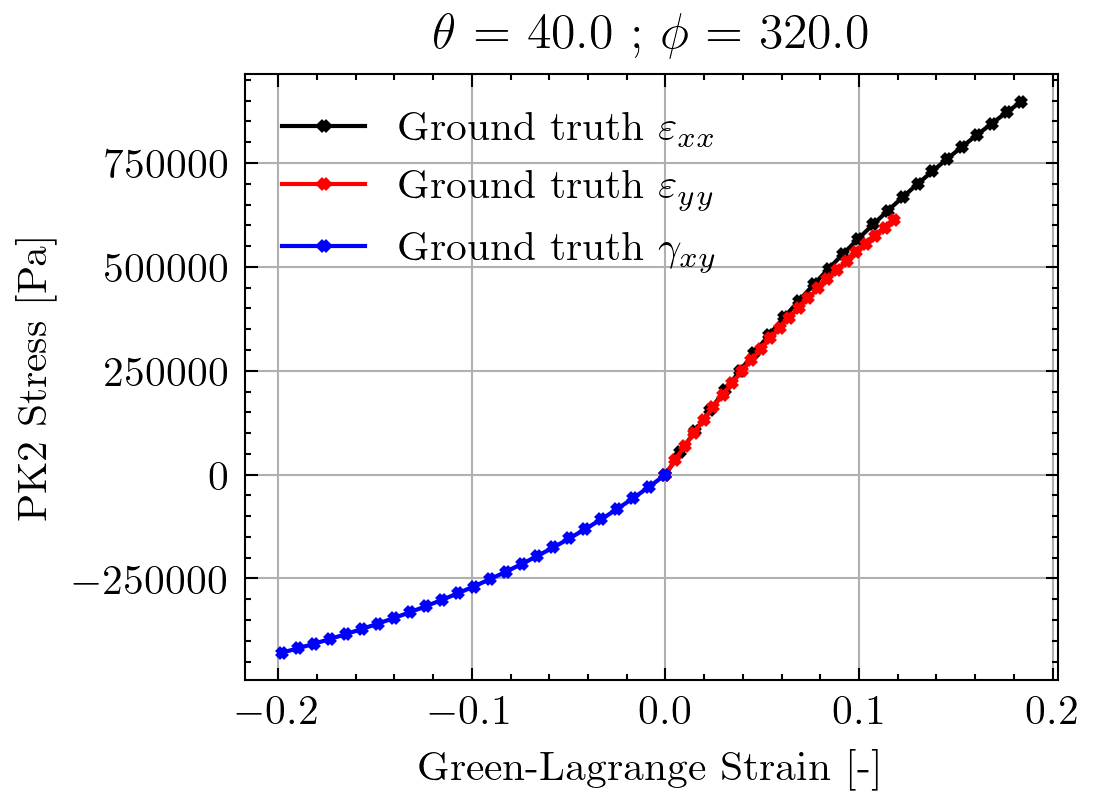 θ = 40.0 ; ϕ = 320.0
Ground truth εxx
Ground truth εyy
Ground truth γxy
750000
500000
250000
0
−250000
PK2 Stress [Pa]
−0.2 −0.1 0.0 0.1 0.2
Green-Lagrange Strain [-]